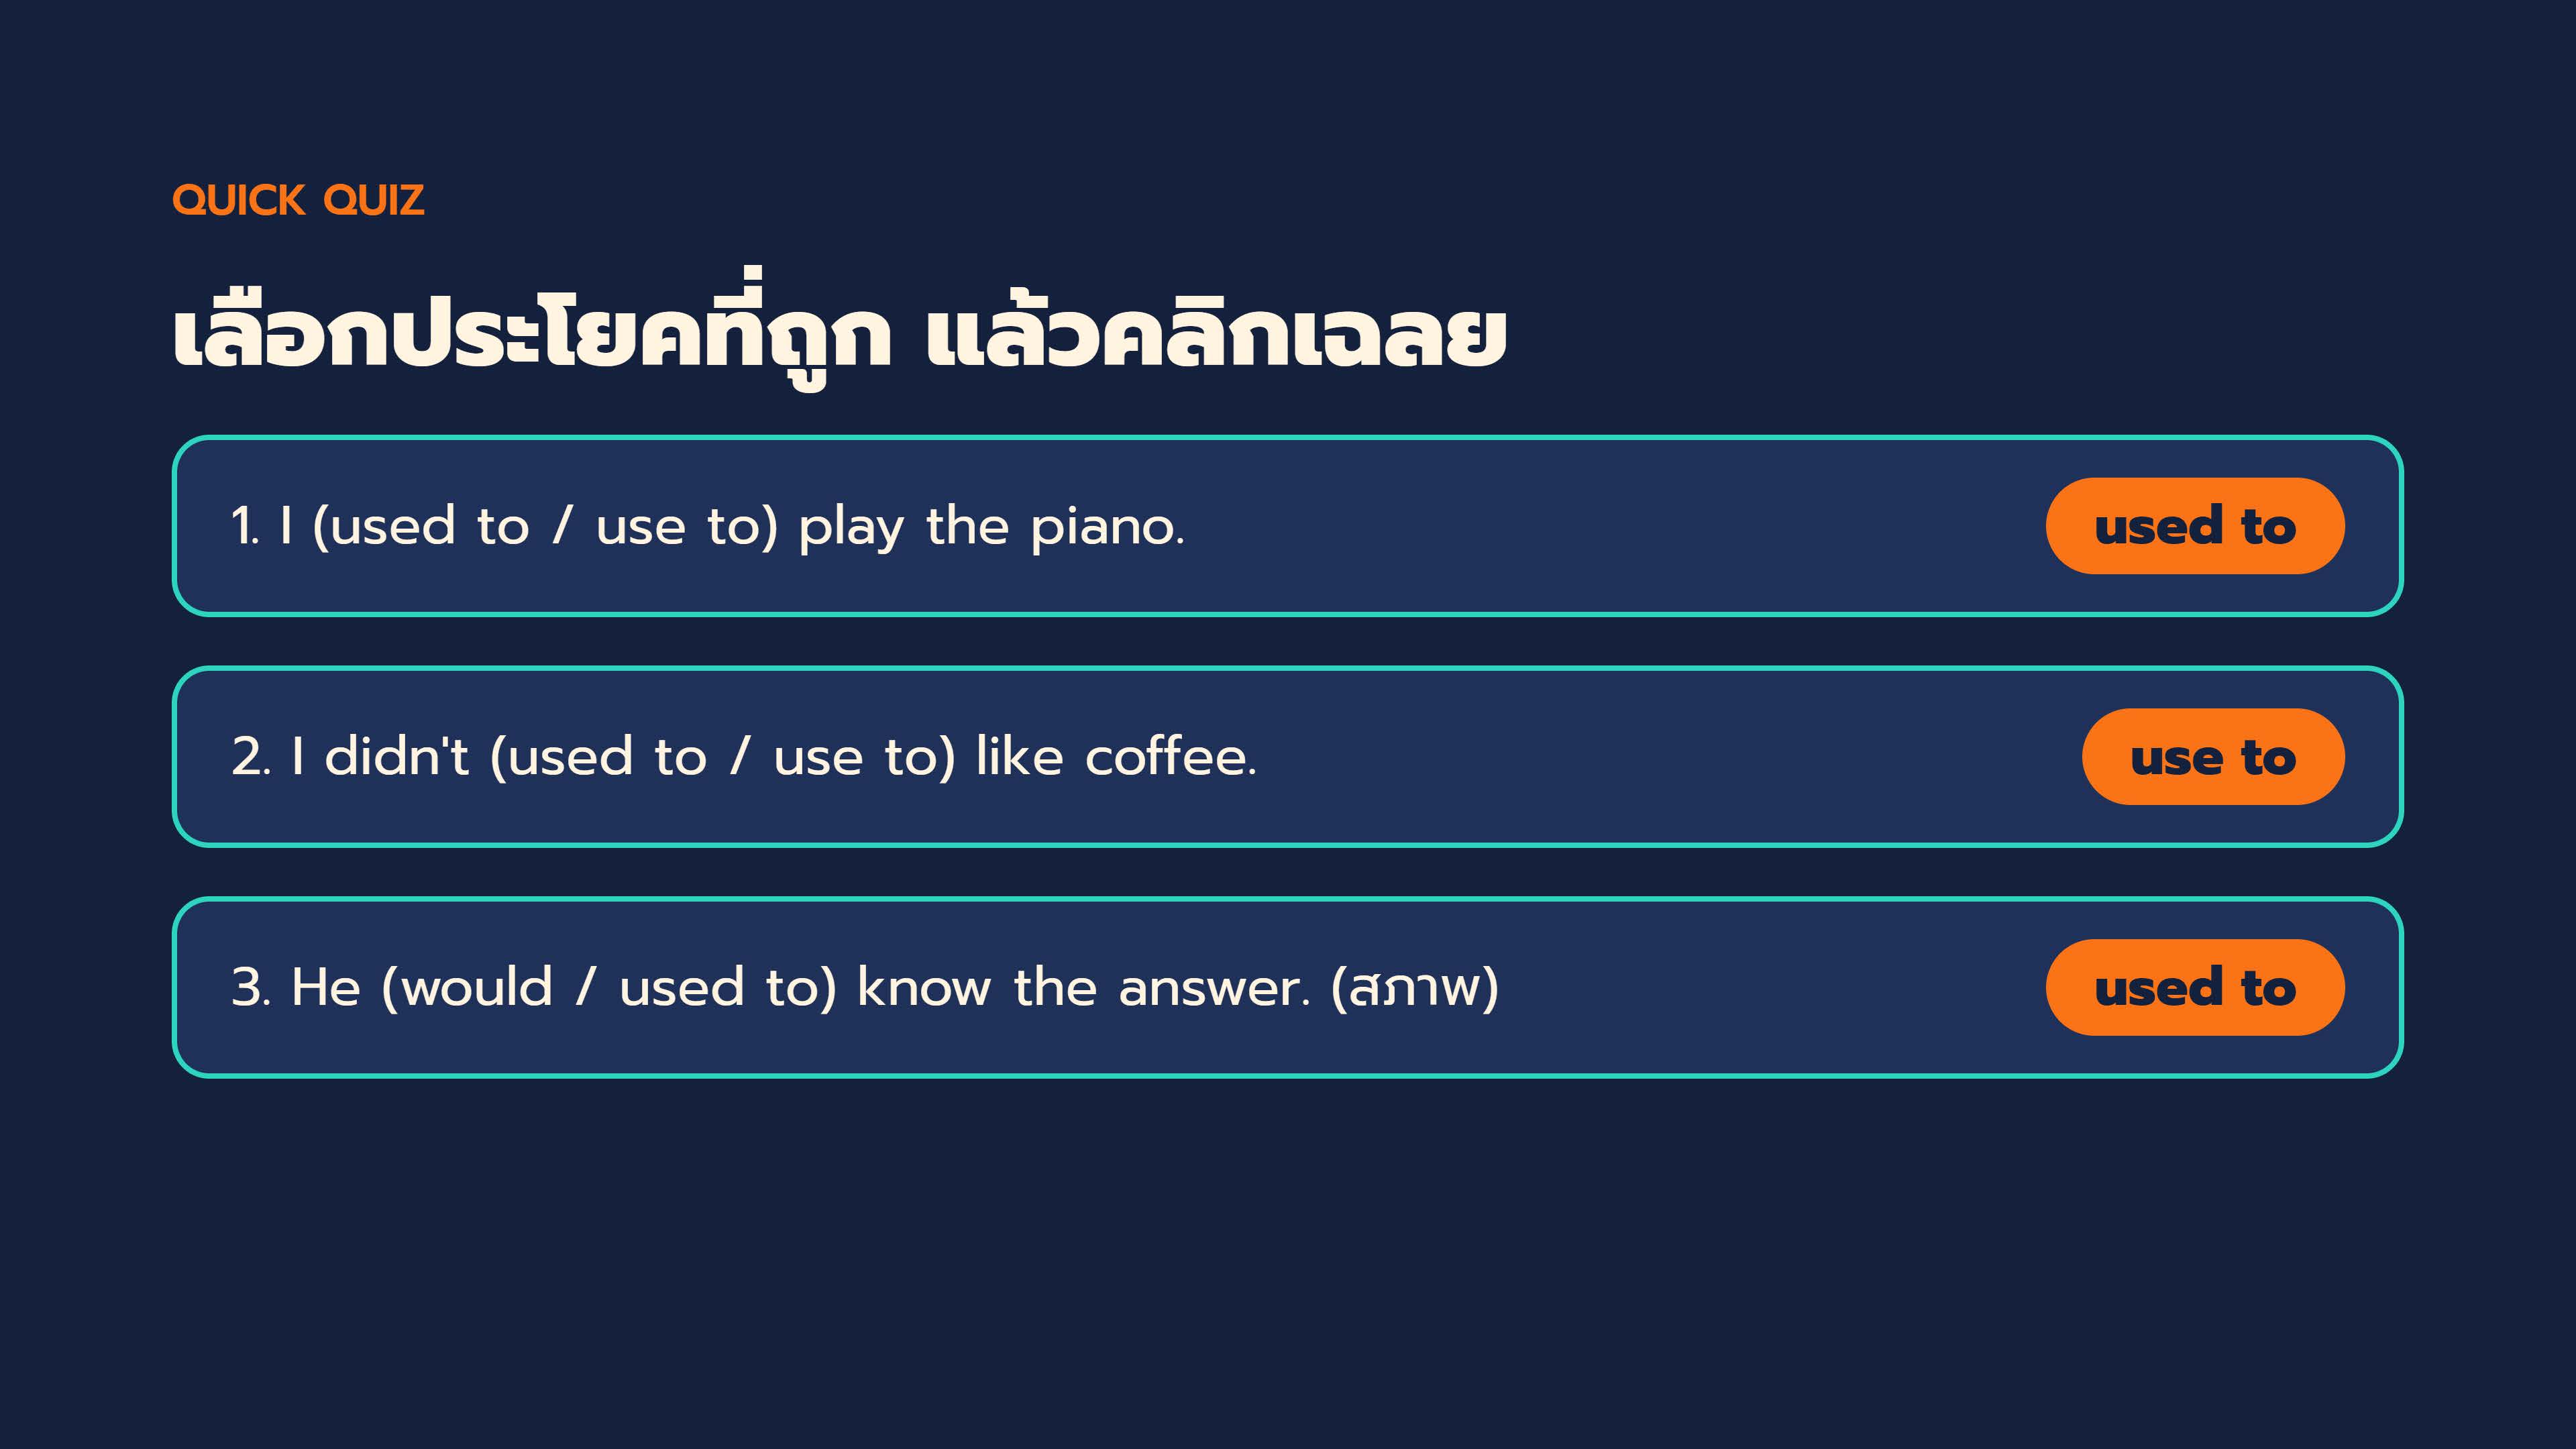 QUICK QUIZ
เลือกประโยคที่ถูก แล้วคลิกเฉลย
1. I (used to / use to) play the piano.
used to
2. I didn't (used to / use to) like coffee.
use to
3. He (would / used to) know the answer. (สภาพ)
used to